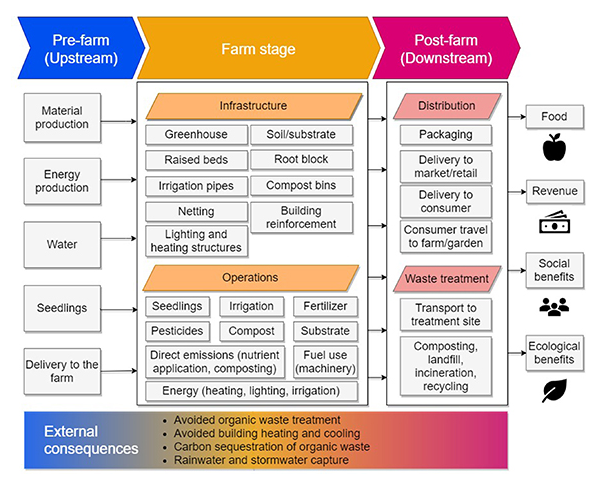 Pre-farm
(Upstream)
Farm stage
Post-farm
(Downstream)
Material
production
Energy
production
Water
Seedlings
Delivery to the
farm
Infrastructure
Greenhouse
Soil/substrate
Raised beds
Root block
Irrigation pipes
Compost bins
Netting
Building
reinforcement
Lighting and
heating structures
Operations
Seedlings
Irrigation
Fertilizer
Pesticides
Compost
Substrate
Direct emissions (nutrient
application, composting)
Fuel use
(machinery)
Energy (heating, lighting, irrigation)
Distribution
Packaging
Delivery to
market/retail
Delivery to
consumer
Consumer travel
to farm/garden
Waste treatment
Transport to
treatment site
Composting,
landfill,
incineration,
recycling
Food
Revenue
Social
benefits
Ecological
benefits
External
consequences
• Avoided organic waste treatment
• Avoided building heating and cooling
• Carbon sequestration of organic waste
• Rainwater and stormwater capture